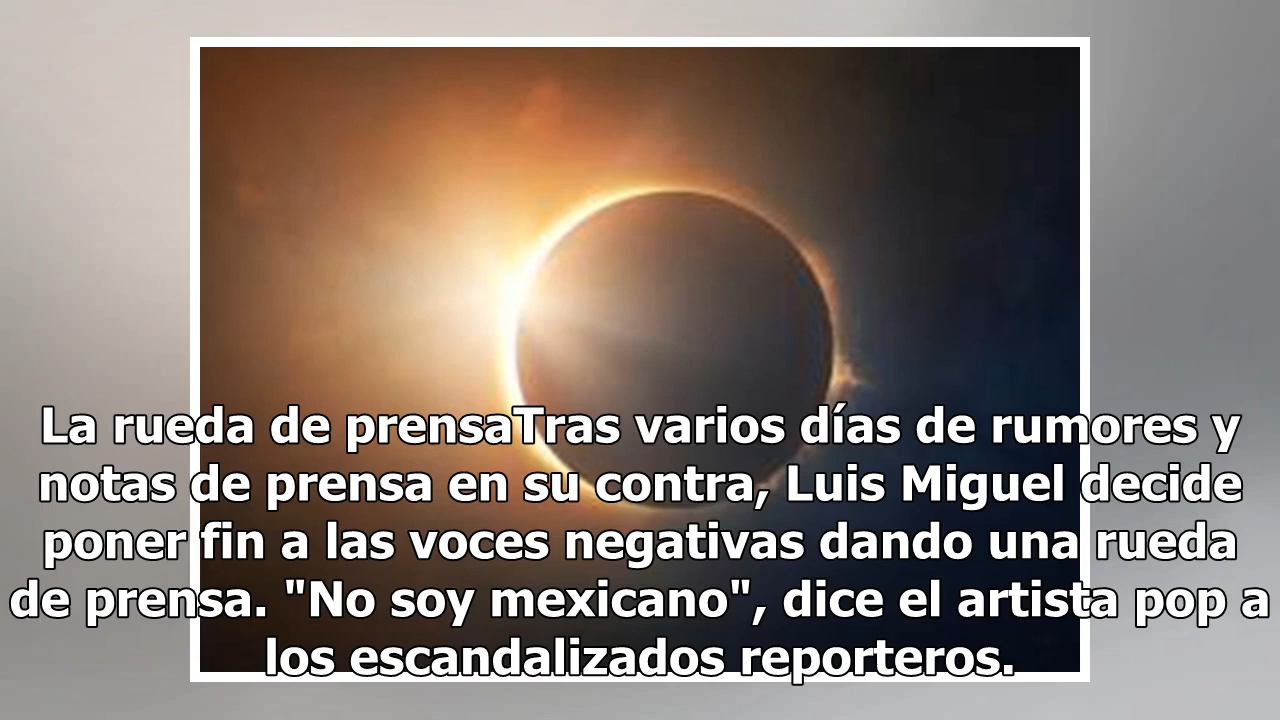 La rueda de prensaTras varios días de rumores y
notas de prensa en su contra, Luis Miguel decide
poner fin a las voces negativas dando una rueda
de prensa. "No soy mexicano", dice el artista pop a
los escandalizados reporteros.